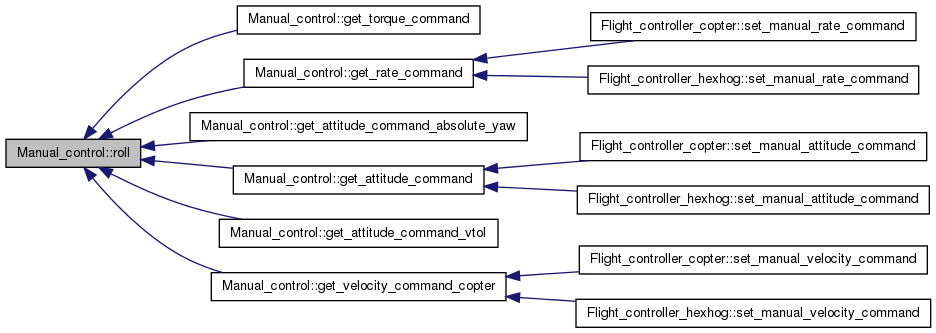 Manual_control::roll
Manual_control::get_torque_command
Manual_control::get_rate_command
Flight_controller_copter::set_manual_rate_command
Flight_controller_hexhog::set_manual_rate_command
Manual_control::get_attitude_command_absolute_yaw
Manual_control::get_attitude_command
Flight_controller_copter::set_manual_attitude_command
Flight_controller_hexhog::set_manual_attitude_command
Manual_control::get_attitude_command_vtol
Manual_control::get_velocity_command_copter
Flight_controller_copter::set_manual_velocity_command
Flight_controller_hexhog::set_manual_velocity_command